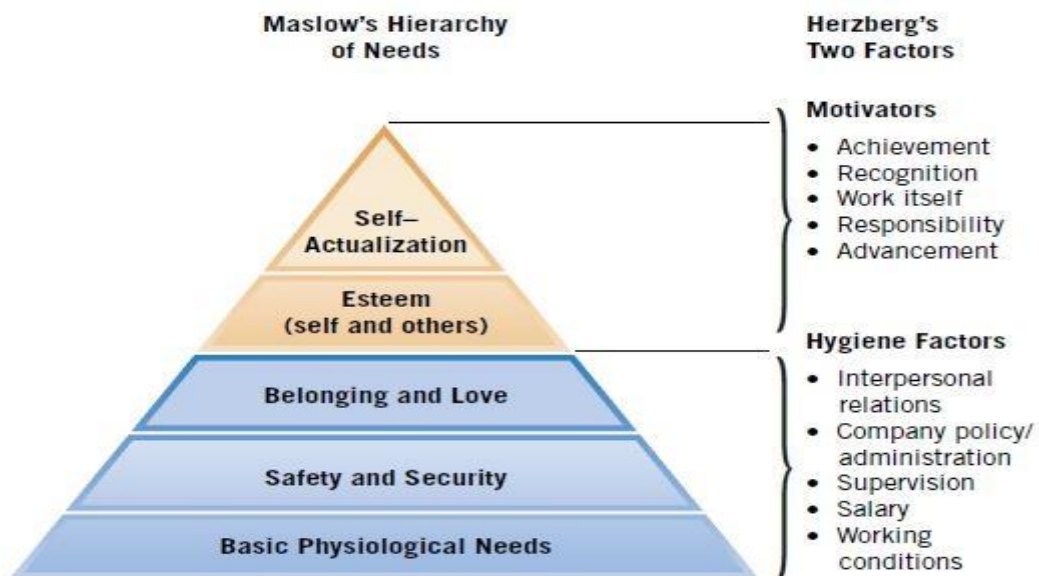 Maslow's Hierarchy
of Needs
Self–
Actualization
Esteem
(self and others)
Belonging and Love
Safety and Security
Basic Physiological Needs
Herzberg's
Two Factors
Motivators
• Achievement
• Recognition
• Work itself
• Responsibility
• Advancement
Hygiene Factors
• Interpersonal
relations
• Company policy/
administration
• Supervision
• Salary
• Working
conditions